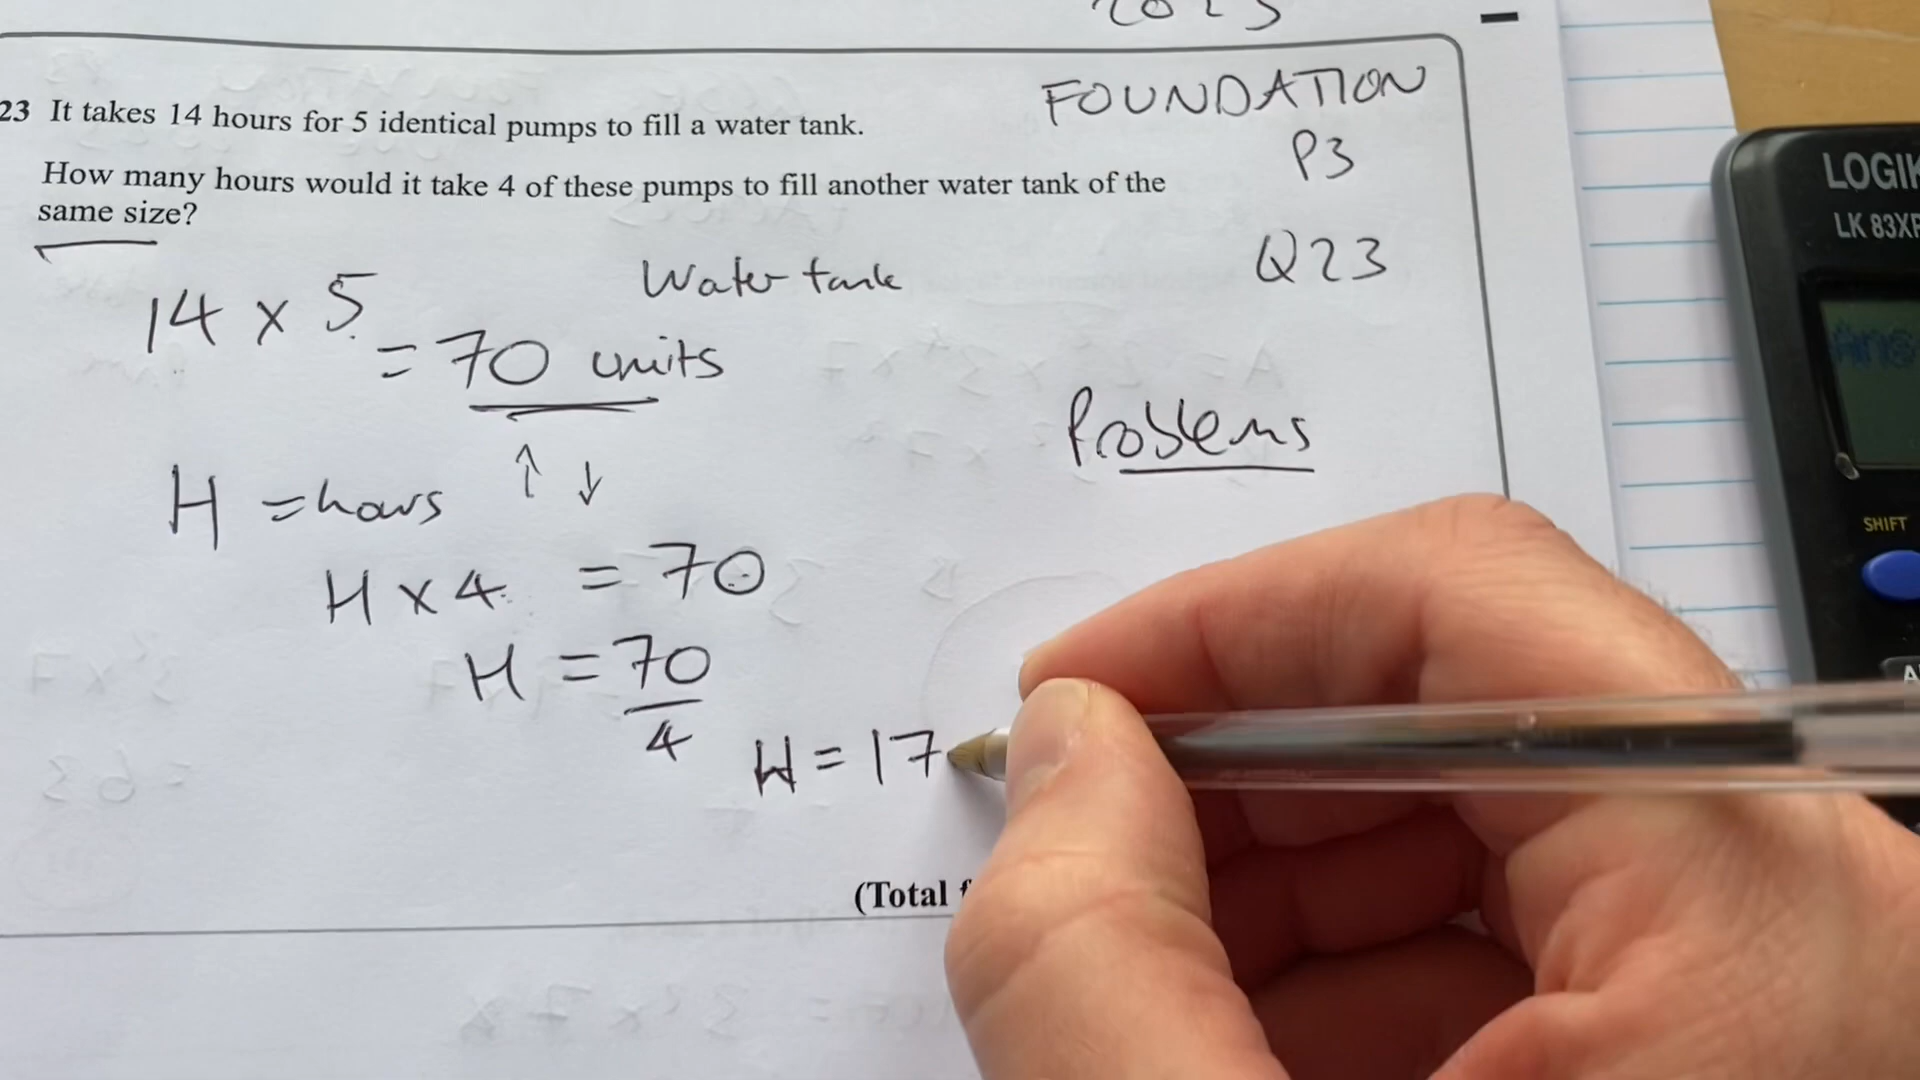 FOUNDATION
P3
Q23
23 It takes 14 hours for 5 identical pumps to fill a water tank.
How many hours would it take 4 of these pumps to fill another water tank of the
same size?
Water tank
14 x 5
= 70 units
Problems
H = hours
H x 4 = 70
H = 70
4
H = 17
(Total
LOGIK
LK 83XP
SHIFT